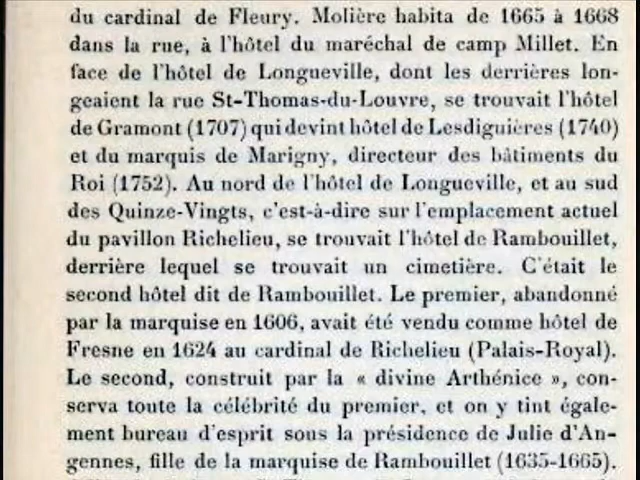 du cardinal de Fleury. Molière habita de 1665 à 1668
dans la rue, à l'hôtel du maréchal de camp Millet. En
face de l'hôtel de Longueville, dont les derrières lon-
geaient la rue St-Thomas-du-Louvre, se trouvait l'hôtel
de Gramont (1707) qui devint hôtel de Lesdiguières (1740)
et du marquis de Marigny, directeur des bâtiments du
Roi (1752). Au nord de l'hôtel de Longueville, et au sud
des Quinze-Vingts, c'est-à-dire sur l'emplacement actuel
du pavillon Richelieu, se trouvait l'hôtel de Rambouillet,
derrière lequel se trouvait un cimetière. C'était le
second hôtel dit de Rambouillet. Le premier, abandonné
par la marquise en 1606, avait été vendu comme hôtel de
Fresne en 1624 au cardinal de Richelieu (Palais-Royal).
Le second, construit par la « divine Arthénice », con-
serva toute la célébrité du premier, et on y tint égale-
ment bureau d'esprit sous la présidence de Julie d'An-
gennes, fille de la marquise de Rambouillet (1635-1665).